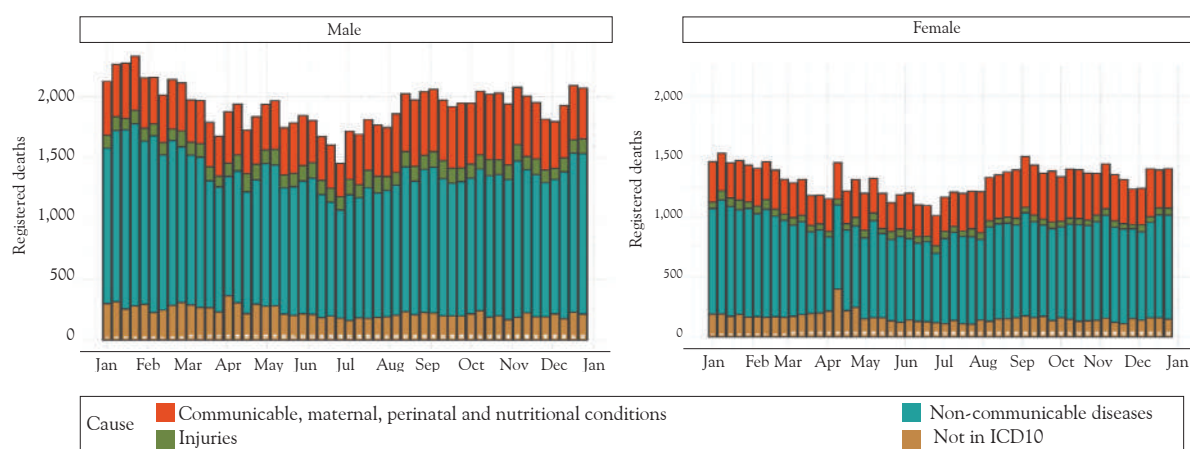 Male
Female
Registered deaths
2,000
1,500
1,000
500
0
Jan Feb Mar Apr May Jun Jul Aug Sep Oct Nov Dec Jan
Registered deaths
2,000
1,500
1,000
500
0
Jan Feb Mar Apr May Jun Jul Aug Sep Oct Nov Dec Jan
Cause
Communicable, maternal, perinatal and nutritional conditions
Injuries
Non-communicable diseases
Not in ICD10